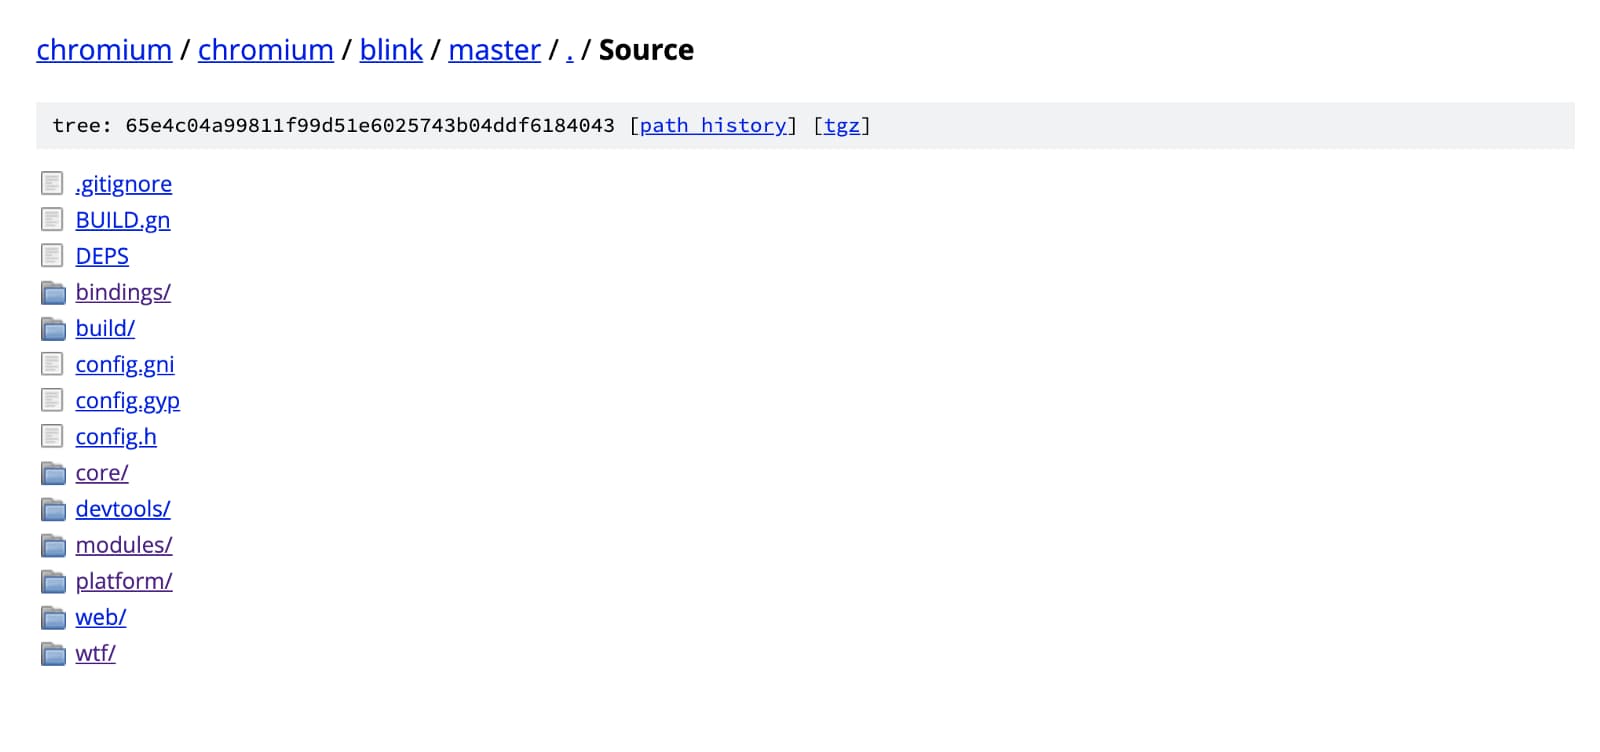 chromium / chromium / blink / master / . / Source
tree: 65e4c04a99811f99d51e6025743b04ddf6184043 [path history] [tgz]
.gitignore
BUILD.gn
DEPS
bindings/
build/
config.gni
config.gyp
config.h
core/
devtools/
modules/
platform/
web/
wtf/